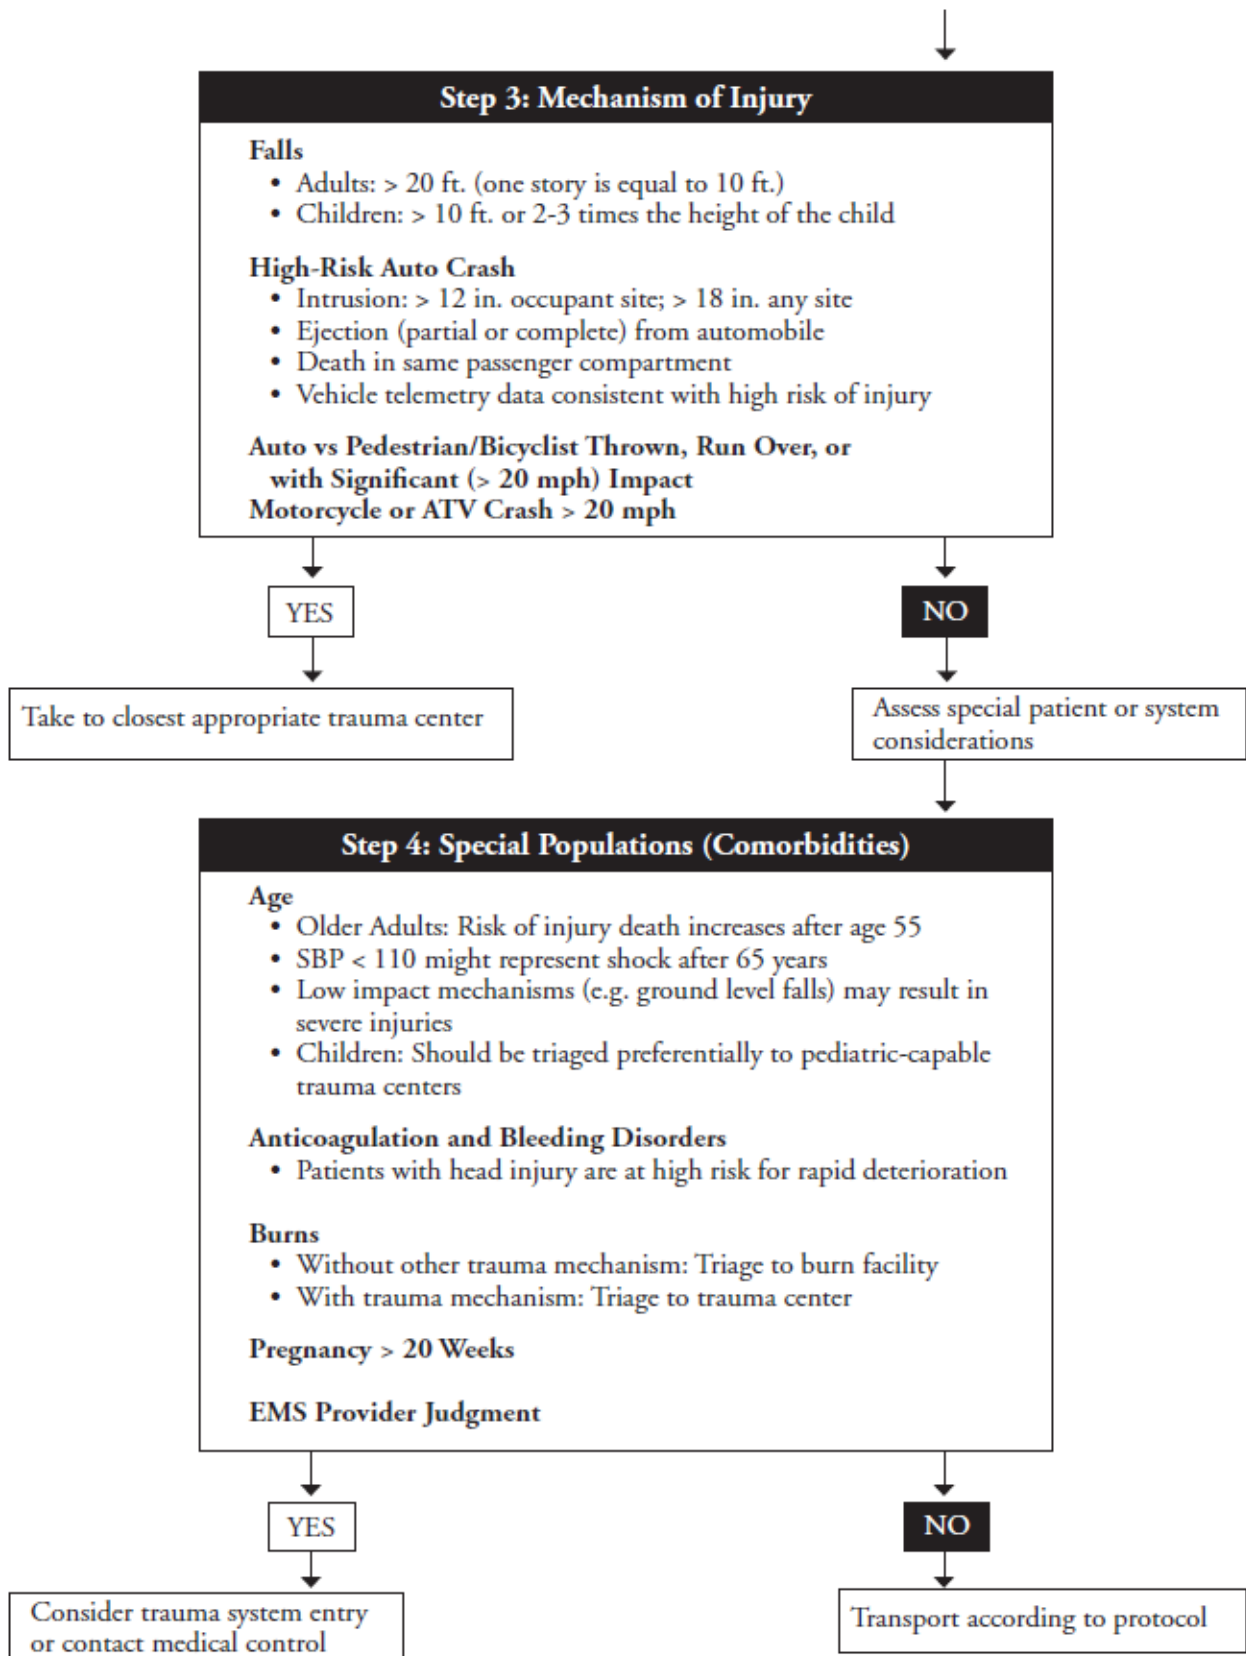 Step 3: Mechanism of Injury
Falls
• Adults: > 20 ft. (one story is equal to 10 ft.)
• Children: > 10 ft. or 2-3 times the height of the child
High-Risk Auto Crash
• Intrusion: > 12 in. occupant site; > 18 in. any site
• Ejection (partial or complete) from automobile
• Death in same passenger compartment
• Vehicle telemetry data consistent with high risk of injury
Auto vs Pedestrian/Bicyclist Thrown, Run Over, or
with Significant (> 20 mph) Impact
Motorcycle or ATV Crash > 20 mph
YES
NO
Take to closest appropriate trauma center
Assess special patient or system
considerations
Step 4: Special Populations (Comorbidities)
Age
• Older Adults: Risk of injury death increases after age 55
• SBP < 110 might represent shock after 65 years
• Low impact mechanisms (e.g. ground level falls) may result in
severe injuries
• Children: Should be triaged preferentially to pediatric-capable
trauma centers
Anticoagulation and Bleeding Disorders
• Patients with head injury are at high risk for rapid deterioration
Burns
• Without other trauma mechanism: Triage to burn facility
• With trauma mechanism: Triage to trauma center
Pregnancy > 20 Weeks
EMS Provider Judgment
YES
NO
Consider trauma system entry
or contact medical control
Transport according to protocol